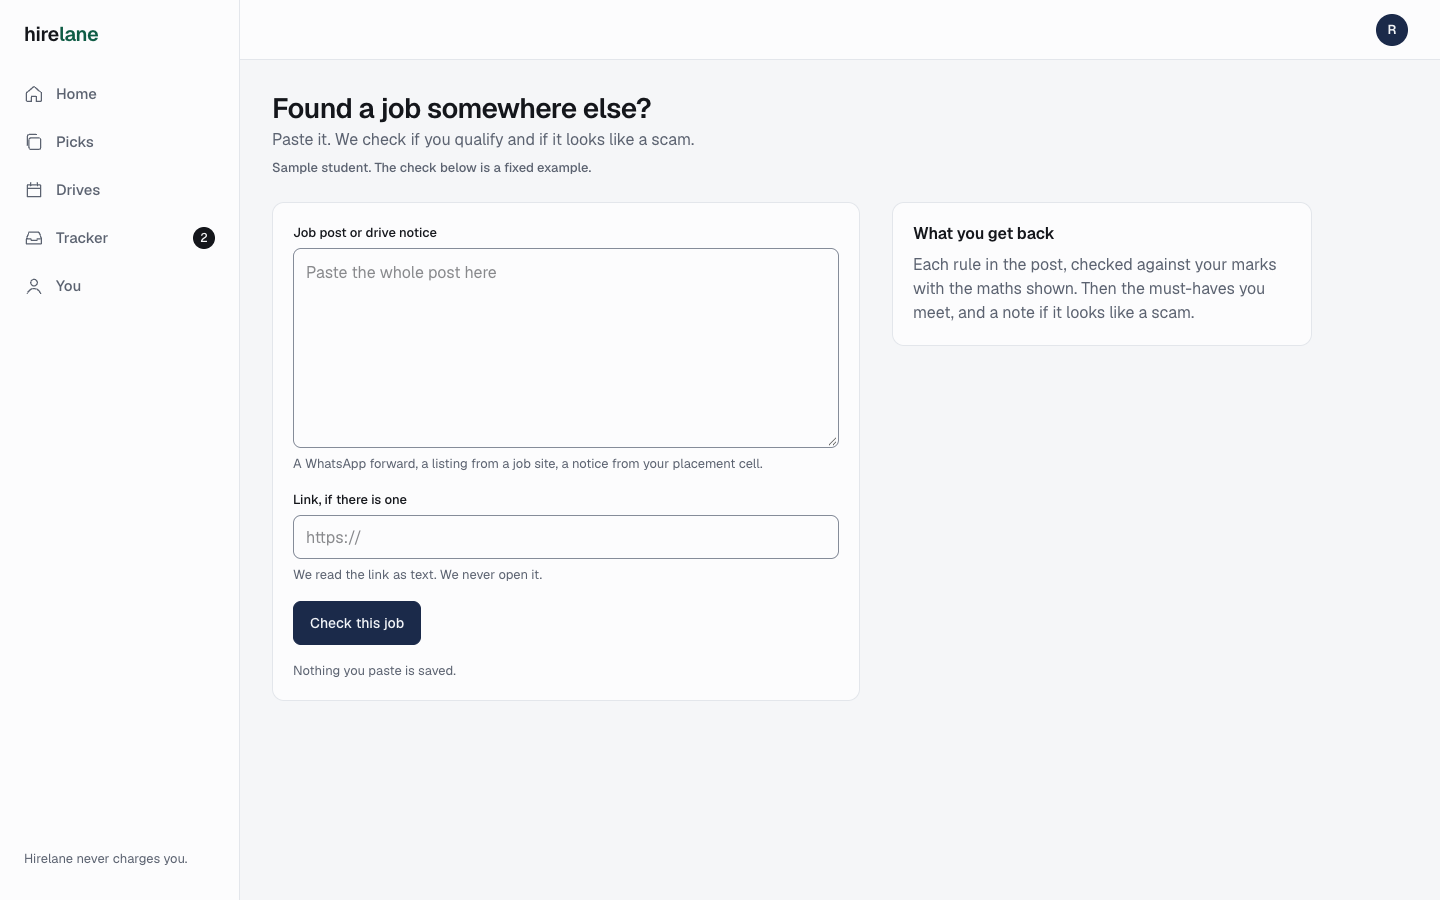 hirelane
R
Home
Picks
Drives
Tracker
2
You
Found a job somewhere else?
Paste it. We check if you qualify and if it looks like a scam.
Sample student. The check below is a fixed example.
Job post or drive notice
Paste the whole post here
A WhatsApp forward, a listing from a job site, a notice from your placement cell.
Link, if there is one
https://
We read the link as text. We never open it.
Check this job
Nothing you paste is saved.
What you get back
Each rule in the post, checked against your marks
with the maths shown. Then the must-haves you
meet, and a note if it looks like a scam.
Hirelane never charges you.